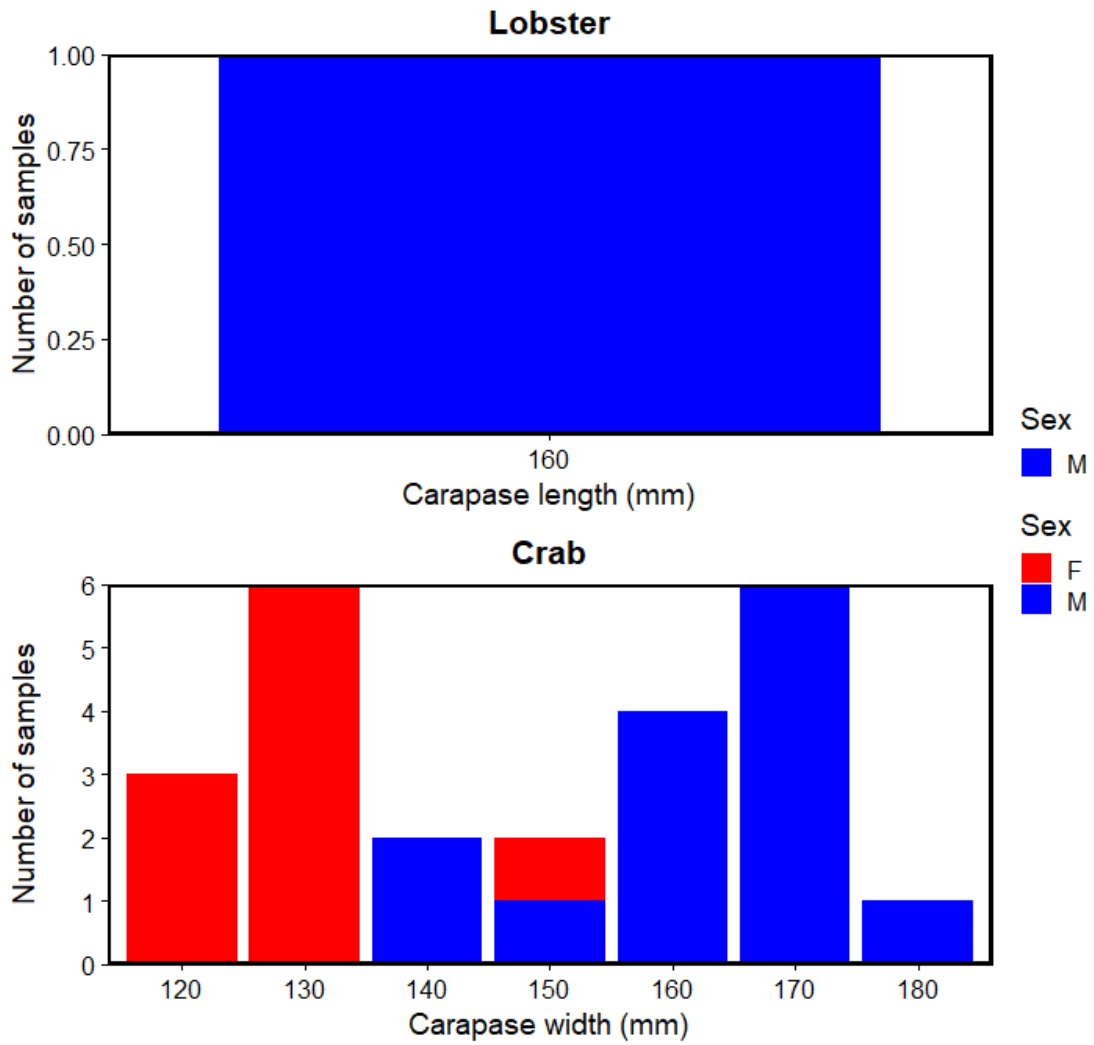 Lobster
Number of samples
1.00
0.75
0.50
0.25
0.00
160
Carapase length (mm)
Sex
M
Crab
Number of samples
6
5
4
3
2
1
0
120 130 140 150 160 170 180
Carapase width (mm)
Sex
F
M